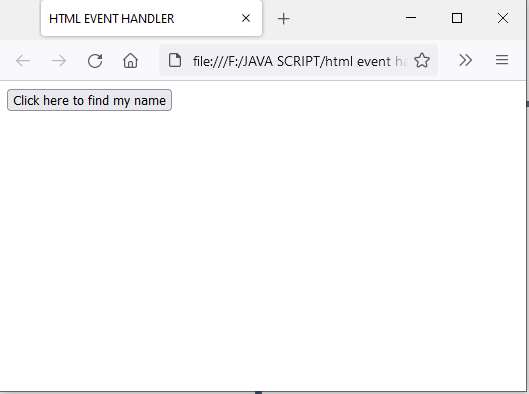 HTML EVENT HANDLER
file:///F:/JAVA SCRIPT/html event ha
Click here to find my name